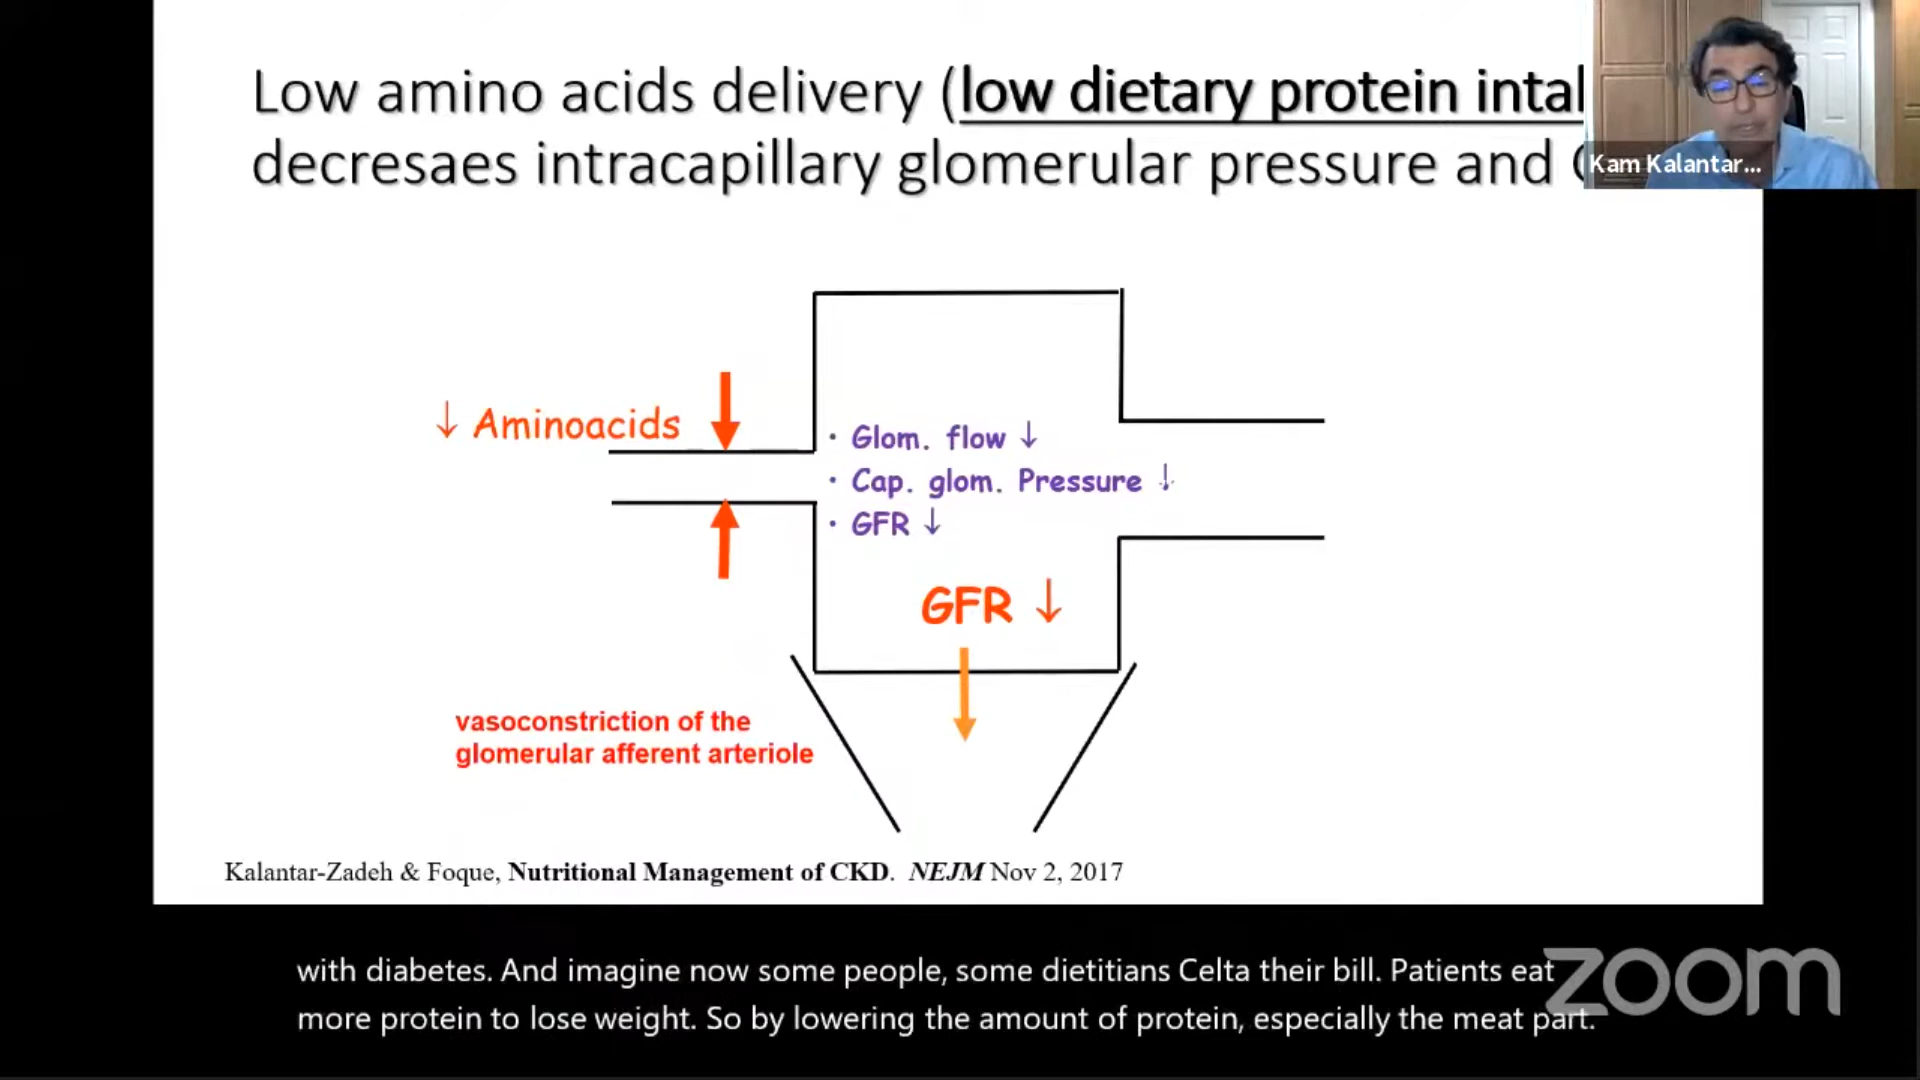 Low amino acids delivery (low dietary protein
decresaes intracapillary glomerular pressure and
Kam Kalantar...
↓ Aminoacids
• Glom. flow ↓
• Cap. glom. Pressure ↓
• GFR ↓
GFR ↓
vasoconstriction of the
glomerular afferent arteriole
Kalantar-Zadeh & Foque, Nutritional Management of CKD. NEJM Nov 2, 2017
with diabetes. And imagine now some people, some dietitians Celta their bill. Patients eat
more protein to lose weight. So by lowering the amount of protein, especially the meat part.
zoom